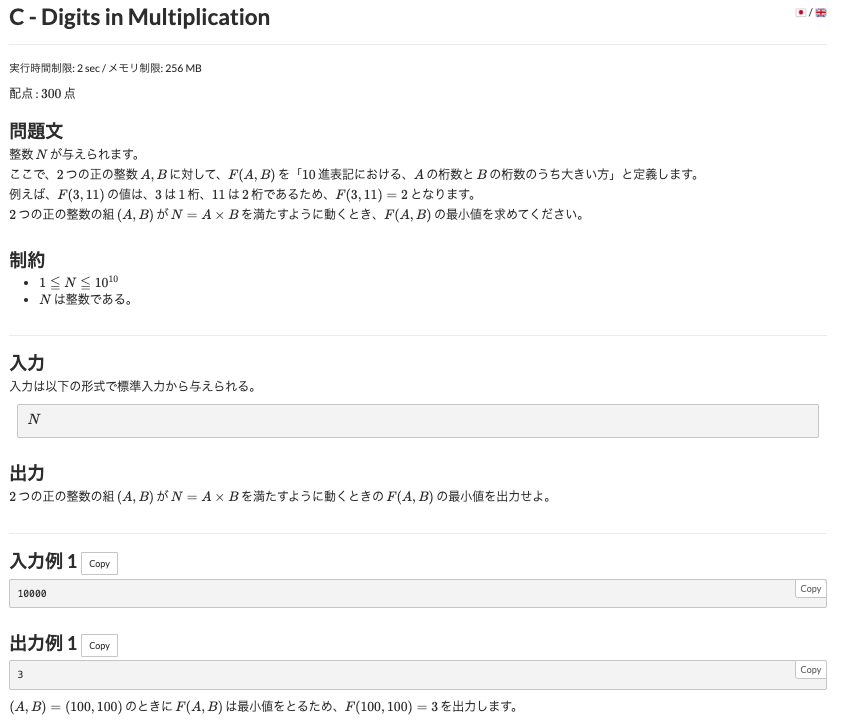 C - Digits in Multiplication
/
実行時間制限: 2 sec / メモリ制限: 256 MB
配点 : 300 点
問題文
整数 N が与えられます。
ここで、2 つの正の整数 A, B に対して、F(A, B) を「10 進表記における、A の桁数と B の桁数のうち大きい方」と定義します。
例えば、F(3, 11) の値は、3 は 1 桁、11 は 2 桁であるため、F(3, 11) = 2 となります。
2 つの正の整数の組 (A, B) が N = A × B を満たすように動くとき、F(A, B) の最小値を求めてください。
制約
• 1 ≦ N ≦ 10¹⁰
• N は整数である。
入力
入力は以下の形式で標準入力から与えられる。
N
出力
2 つの正の整数の組 (A, B) が N = A × B を満たすように動くときの F(A, B) の最小値を出力せよ。
入力例 1 Copy
10000 Copy
出力例 1 Copy
3 Copy
(A, B) = (100, 100) のときに F(A, B) は最小値をとるため、F(100, 100) = 3 を出力します。